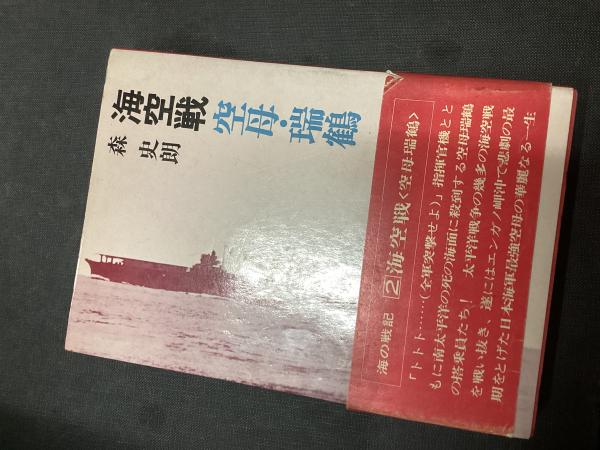 海空戦
空母・瑞鶴
森 史朗
海の戦記 2 海空戦〈空母瑞鶴〉
「トトト……(全軍突撃せよ)」指揮官機とと
もに南太平洋の死の海面に殺到する空母瑞鶴
の搭乗員たち! 太平洋戦争の幾多の海空戦
を戦い抜き、遂にはエンガノ岬沖で悲劇の最
期をとげた日本海軍最強空母の華麗なる一生